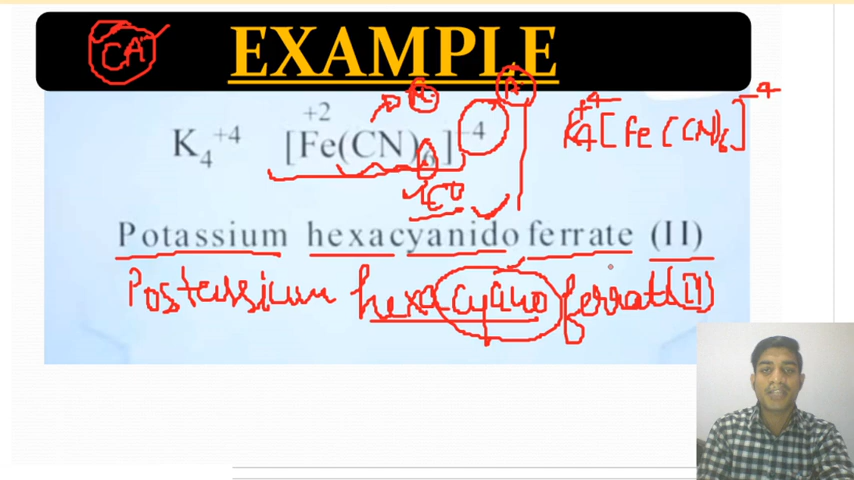 CA
EXAMPLE
+2
K₄⁺⁴ [Fe(CN)₆]⁻⁴
K₄⁺⁴[Fe(CN)₆]⁻⁴
Potassium hexacyanido ferrate (II)
Postassium hexacyano ferratt(II)